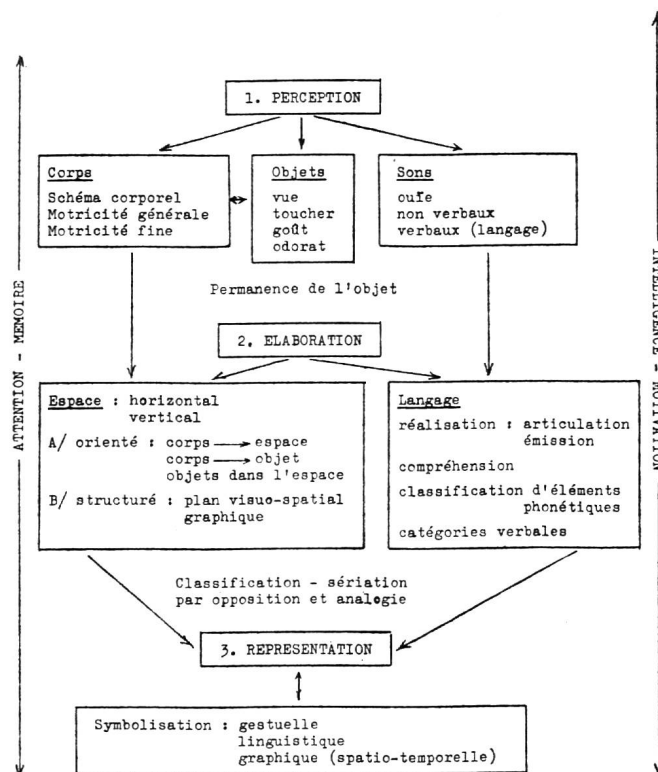 1. PERCEPTION
Corps
Schéma corporel
Motricité générale
Motricité fine
Objets
vue
toucher
goût
odorat
Sons
ouïe
non verbaux
verbaux (langage)
Permanence de l'objet
2. ELABORATION
Espace : horizontal
vertical
A/ orienté : corps → espace
corps → objet
objets dans l'espace
B/ structuré : plan visuo-spatial
graphique
Langage
réalisation : articulation
émission
compréhension
classification d'éléments
phonétiques
catégories verbales
Classification - sériation
par opposition et analogie
3. REPRESENTATION
Symbolisation : gestuelle
linguistique
graphique (spatio-temporelle)
ATTENTION - MEMOIRE
INTELLIGENCE - MOTIVATION